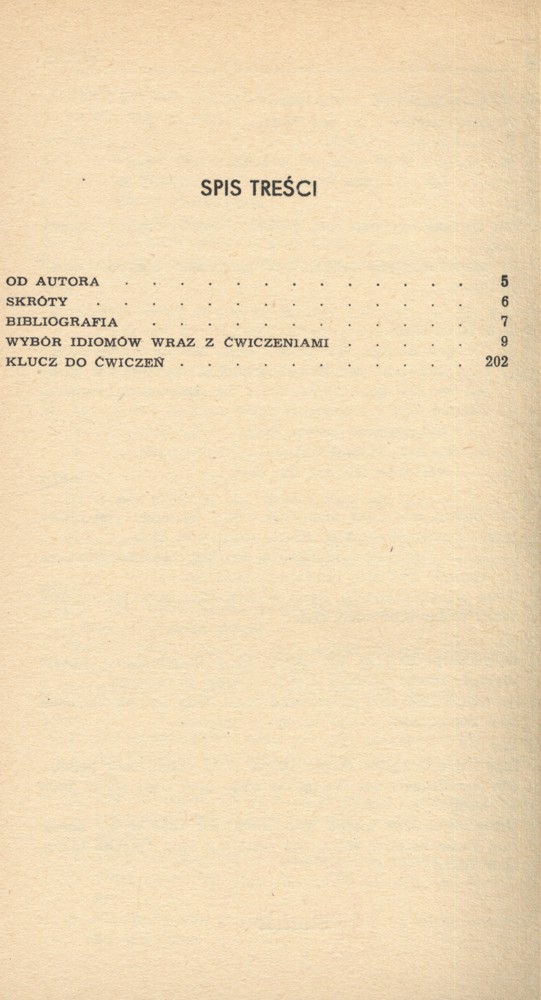 SPIS TREŚCI
OD AUTORA . . . . . . . . . . . . . 5
SKRÓTY . . . . . . . . . . . . . . 6
BIBLIOGRAFIA . . . . . . . . . . . . 7
WYBÓR IDIOMÓW WRAZ Z ĆWICZENIAMI . . . . . 9
KLUCZ DO ĆWICZEŃ . . . . . . . . . . . 202